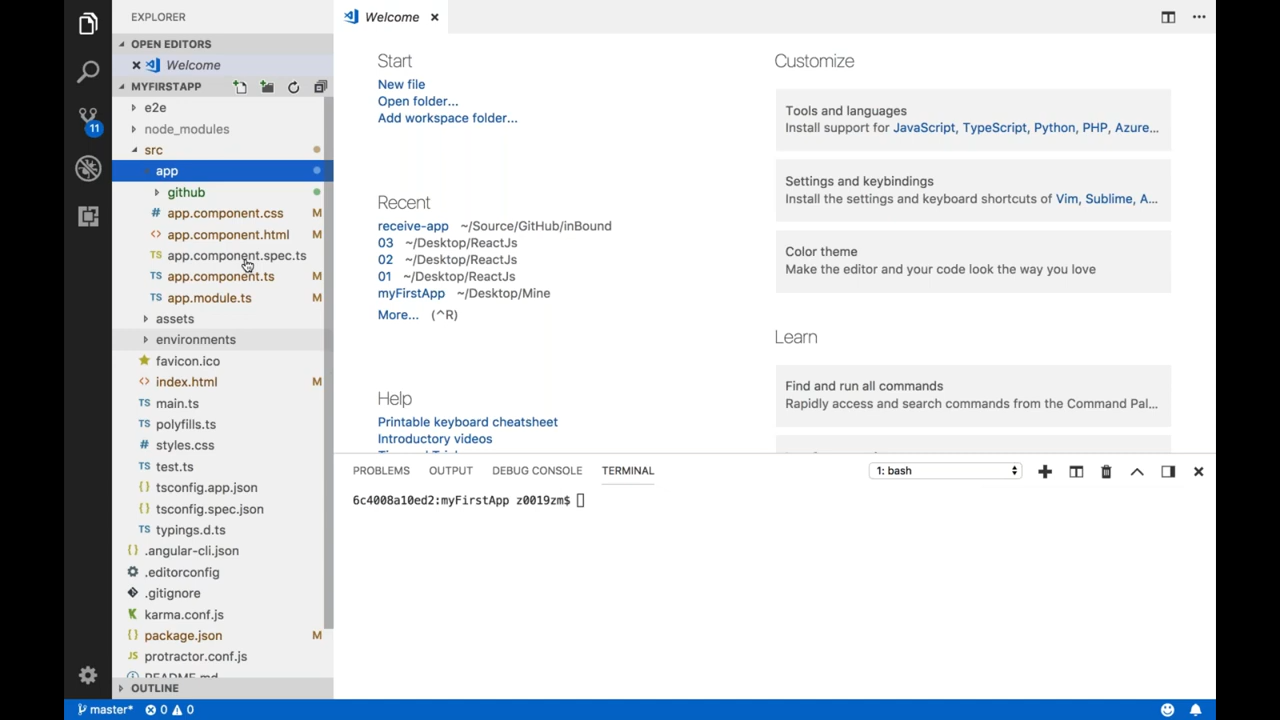 EXPLORER
OPEN EDITORS
Welcome
MYFIRSTAPP
e2e
node_modules
src
app
github
app.component.css M
app.component.html M
app.component.spec.ts
app.component.ts M
app.module.ts M
assets
environments
favicon.ico
index.html M
main.ts
polyfills.ts
styles.css
test.ts
tsconfig.app.json
tsconfig.spec.json
typings.d.ts
.angular-cli.json
.editorconfig
.gitignore
karma.conf.js
package.json M
protractor.conf.js
README.md
OUTLINE
11
Welcome
Start
New file
Open folder...
Add workspace folder...
Recent
receive-app ~/Source/GitHub/inBound
03 ~/Desktop/ReactJs
02 ~/Desktop/ReactJs
01 ~/Desktop/ReactJs
myFirstApp ~/Desktop/Mine
More... (^R)
Help
Printable keyboard cheatsheet
Introductory videos
Customize
Tools and languages
Install support for JavaScript, TypeScript, Python, PHP, Azure...
Settings and keybindings
Install the settings and keyboard shortcuts of Vim, Sublime, A...
Color theme
Make the editor and your code look the way you love
Learn
Find and run all commands
Rapidly access and search commands from the Command Pal...
PROBLEMS OUTPUT DEBUG CONSOLE TERMINAL 1: bash
6c4008a10ed2:myFirstApp z0019zm$
master* 0 0